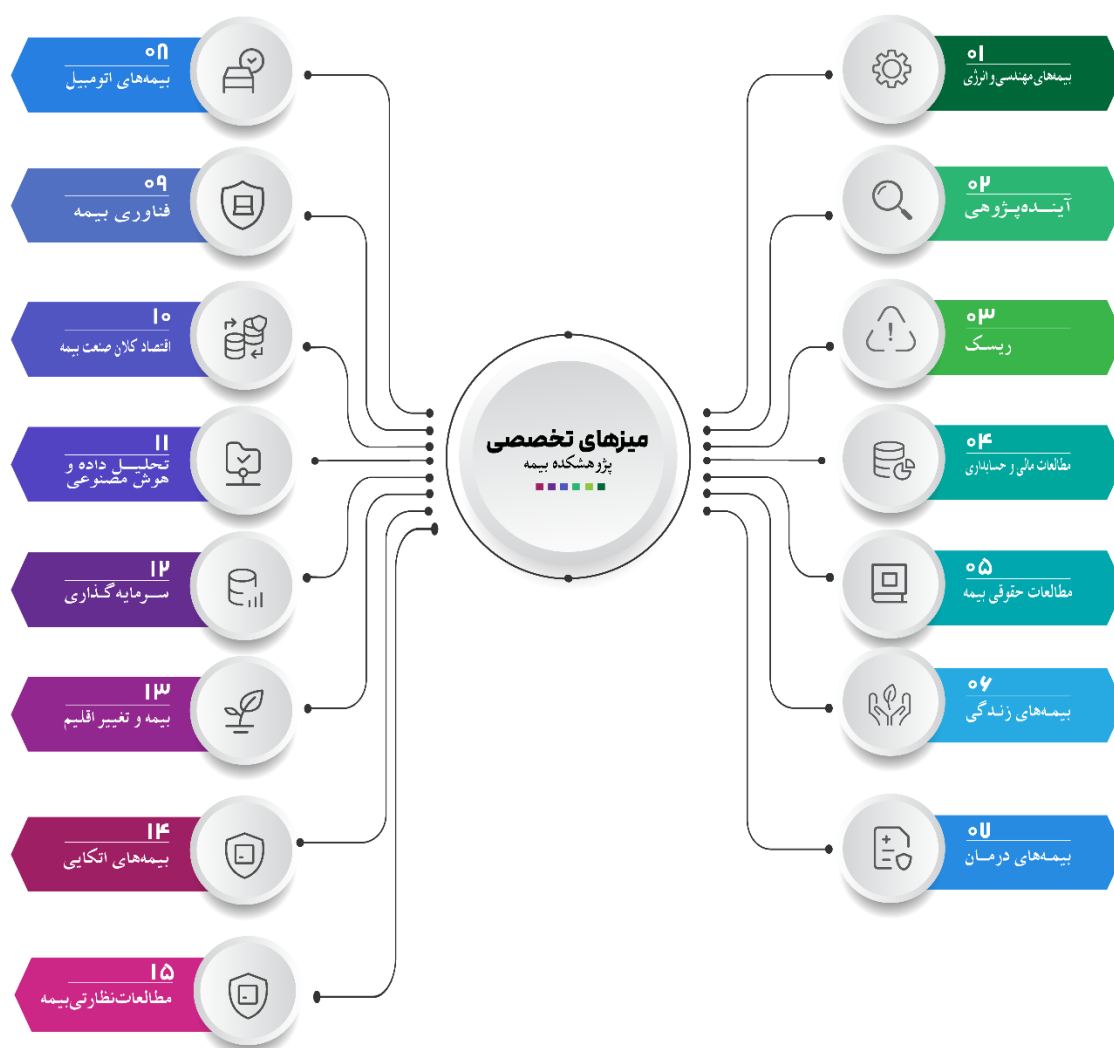 میزهای تخصصی
پژوهشکده بیمه
۰۱
بیمه‌های مهندسی و انرژی
۰۲
آینده‌پژوهی
۰۳
ریسک
۰۴
مطالعات مالی و حسابداری
۰۵
مطالعات حقوقی بیمه
۰۶
بیمه‌های زندگی
۰۷
بیمه‌های درمان
۰۸
بیمه‌های اتومبیل
۰۹
فناوری بیمه
۱۰
اقتصاد کلان صنعت بیمه
۱۱
تحلیل داده و
هوش مصنوعی
۱۲
سرمایه‌گذاری
۱۳
بیمه و تغییر اقلیم
۱۴
بیمه‌های اتکایی
۱۵
مطالعات نظارتی بیمه